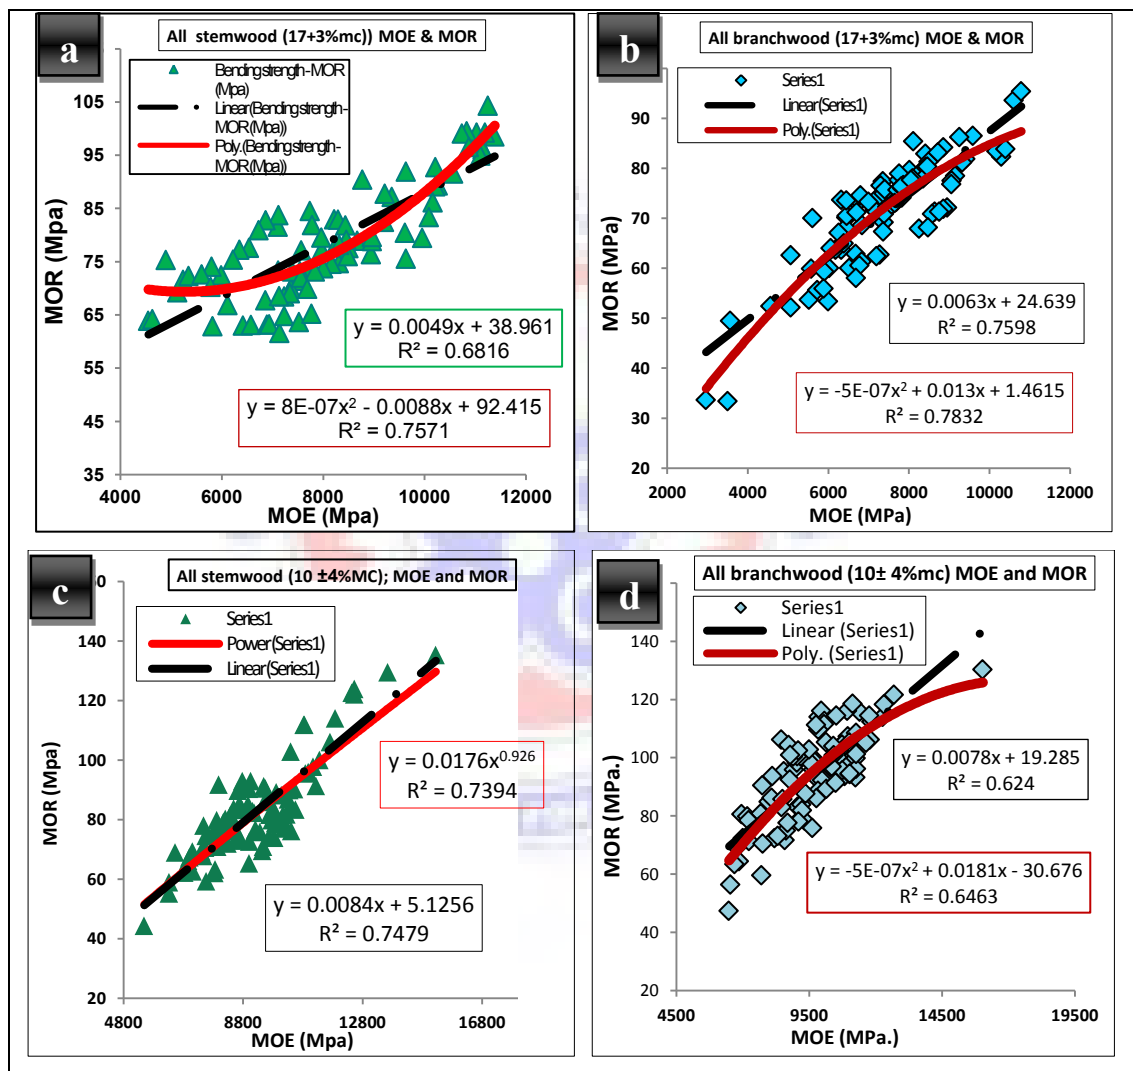 a
All stemwood (17+3%mc)) MOE & MOR
Bending strength - MOR
(Mpa)
Linear (Bending strength -
MOR (Mpa))
Poly. (Bending strength -
MOR (Mpa))
MOR (Mpa)
105
95
85
75
65
55
45
35
y = 0.0049x + 38.961
R² = 0.6816
y = 8E-07x² - 0.0088x + 92.415
R² = 0.7571
4000 6000 8000 10000 12000
MOE (Mpa)
b
All branchwood (17+3%mc) MOE & MOR
Series1
Linear (Series1)
Poly. (Series1)
MOR (MPa)
90
80
70
60
50
40
30
20
y = 0.0063x + 24.639
R² = 0.7598
y = -5E-07x² + 0.013x + 1.4615
R² = 0.7832
2000 4000 6000 8000 10000 12000
MOE (MPa)
c
All stemwood (10 ±4%MC); MOE and MOR
Series1
Power (Series1)
Linear (Series1)
MOR (Mpa)
140
120
100
80
60
40
20
y = 0.0176x^0.926
R² = 0.7394
y = 0.0084x + 5.1256
R² = 0.7479
4800 8800 12800 16800
MOE (Mpa)
d
All branchwood (10± 4%mc) MOE and MOR
Series1
Linear (Series1)
Poly. (Series1)
MOR (MPa.)
140
120
100
80
60
40
20
y = 0.0078x + 19.285
R² = 0.624
y = -5E-07x² + 0.0181x - 30.676
R² = 0.6463
4500 9500 14500 19500
MOE (MPa.)